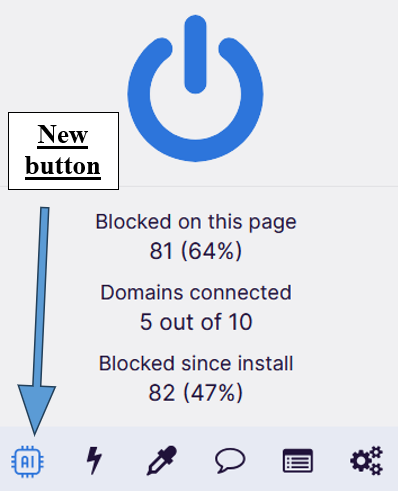 New
button
Blocked on this page
81 (64%)
Domains connected
5 out of 10
Blocked since install
82 (47%)
AI